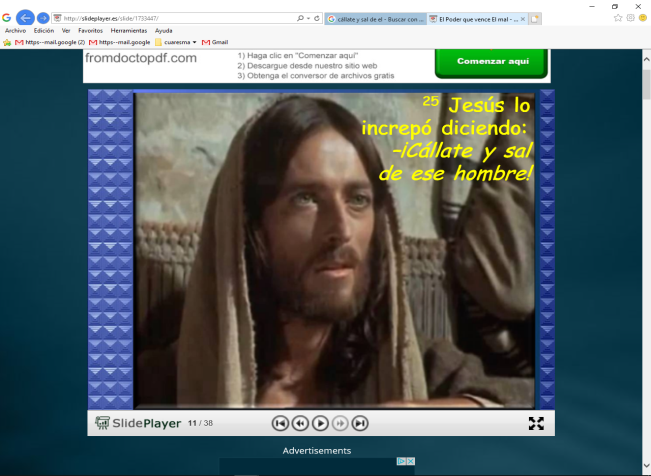 http://slideplayer.es/slide/1733447/
cállate y sal de el - Buscar con ...
El Poder que vence El mal - ...
Archivo Edición Ver Favoritos Herramientas Ayuda
https--mail.google (2) https--mail.google cuaresma Gmail
fromdoctopdf.com
1) Haga clic en "Comenzar aquí"
2) Descargue desde nuestro sitio web
3) Obtenga el conversor de archivos gratis
Comenzar aquí
25 Jesús lo
increpó diciendo:
–¡Cállate y sal
de ese hombre!
SlidePlayer 11 / 38
Advertisements